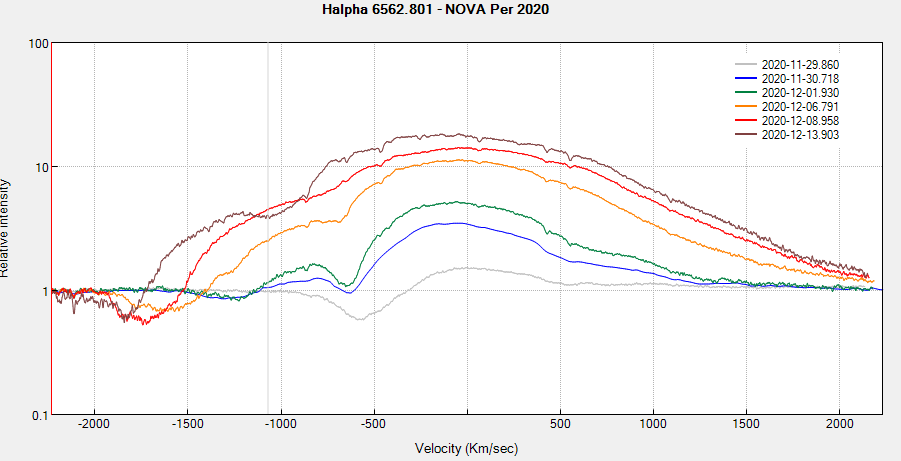 Halpha 6562.801 - NOVA Per 2020
100
10
1
0.1
Relative intensity
2020-11-29.860
2020-11-30.718
2020-12-01.930
2020-12-06.791
2020-12-08.958
2020-12-13.903
-2000 -1500 -1000 -500 500 1000 1500 2000
Velocity (Km/sec)